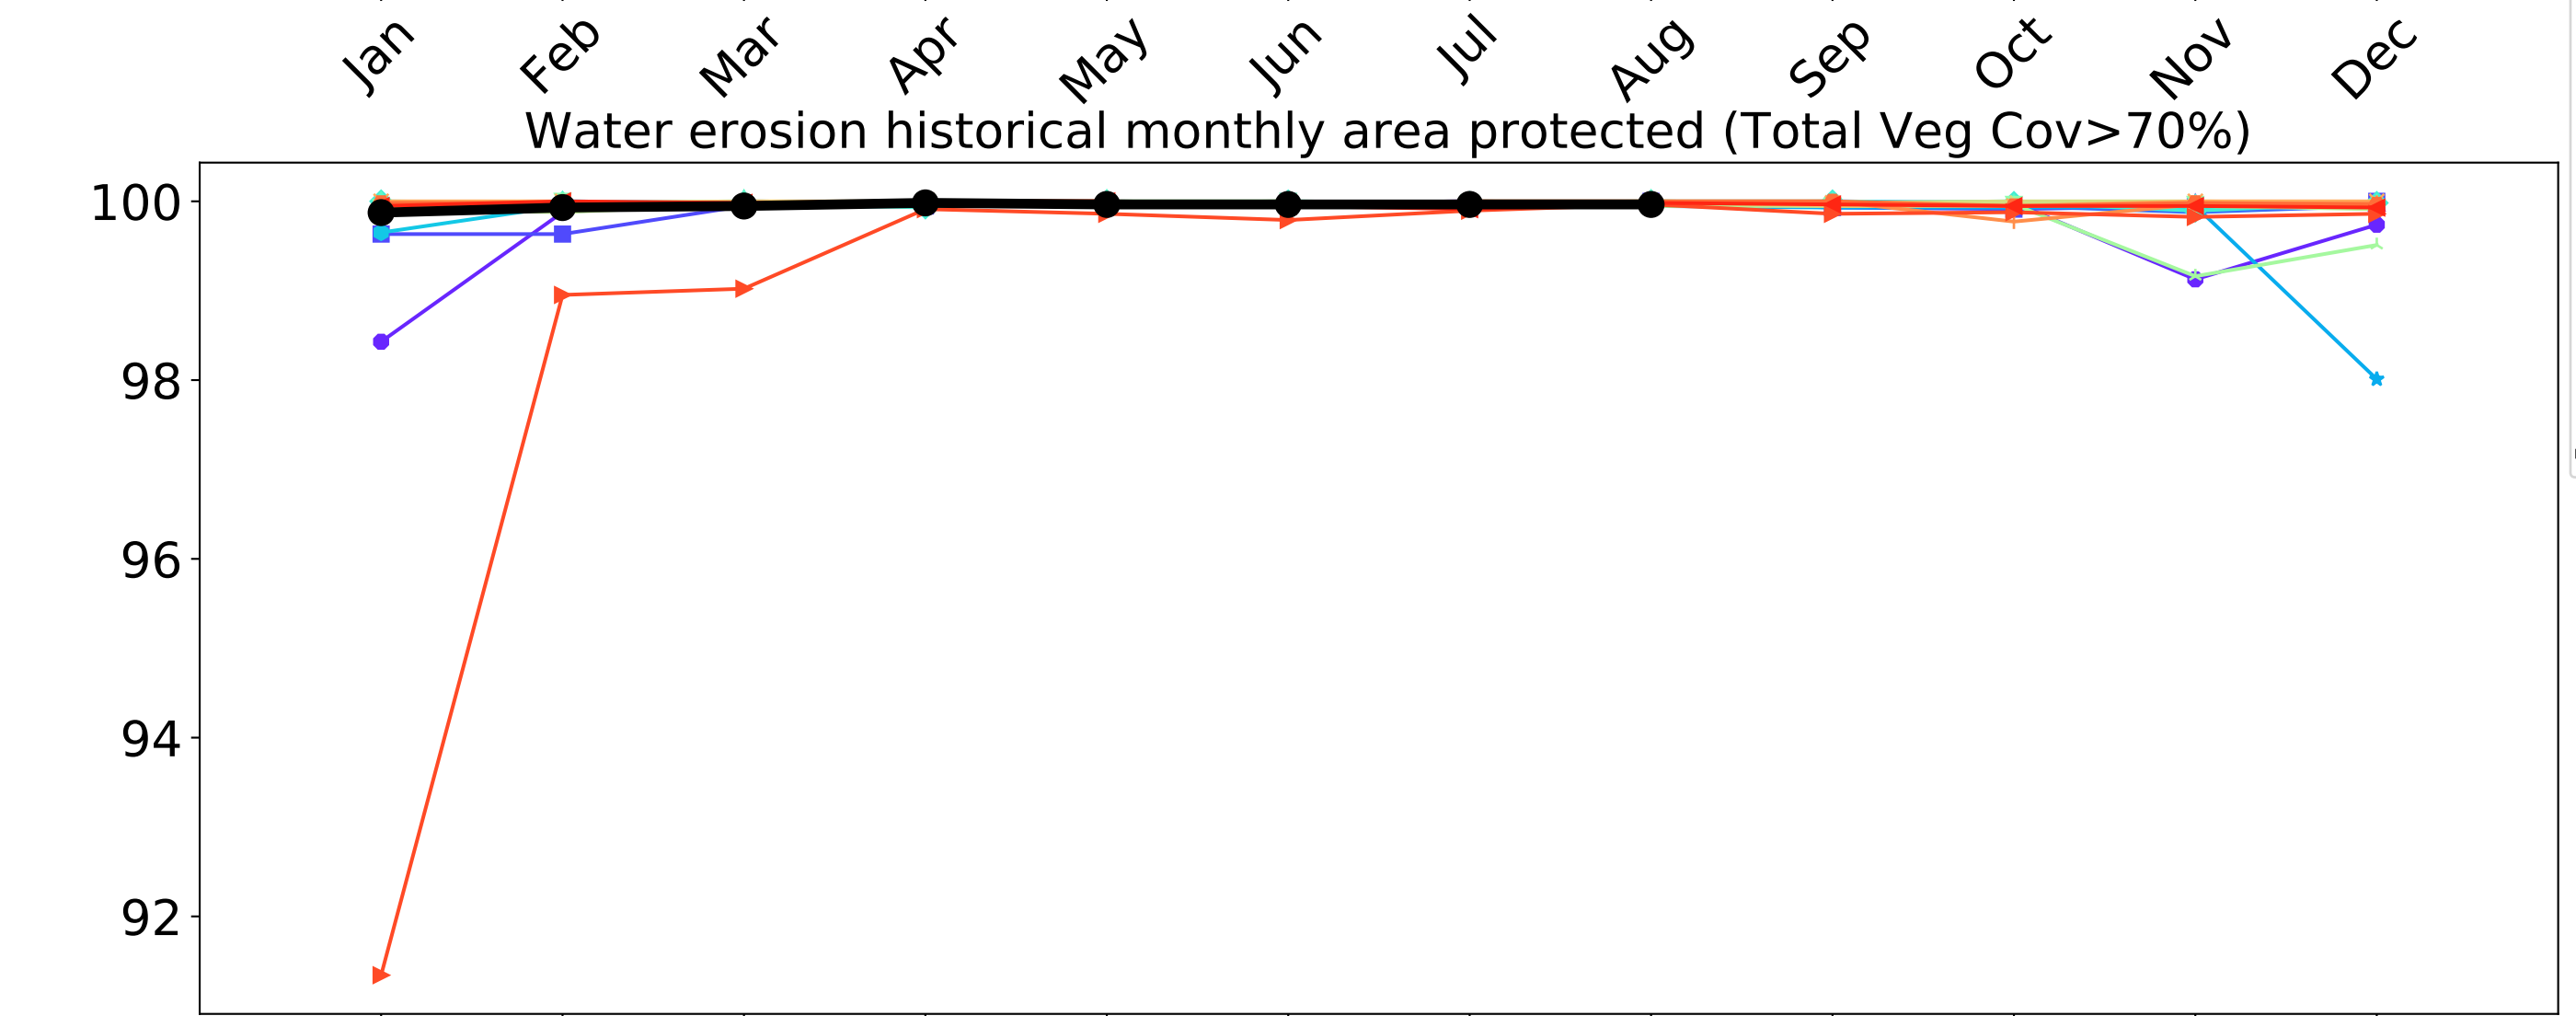 Jan Feb Mar Apr May Jun Jul Aug Sep Oct Nov Dec
Water erosion historical monthly area protected (Total Veg Cov>70%)
100
98
96
94
92